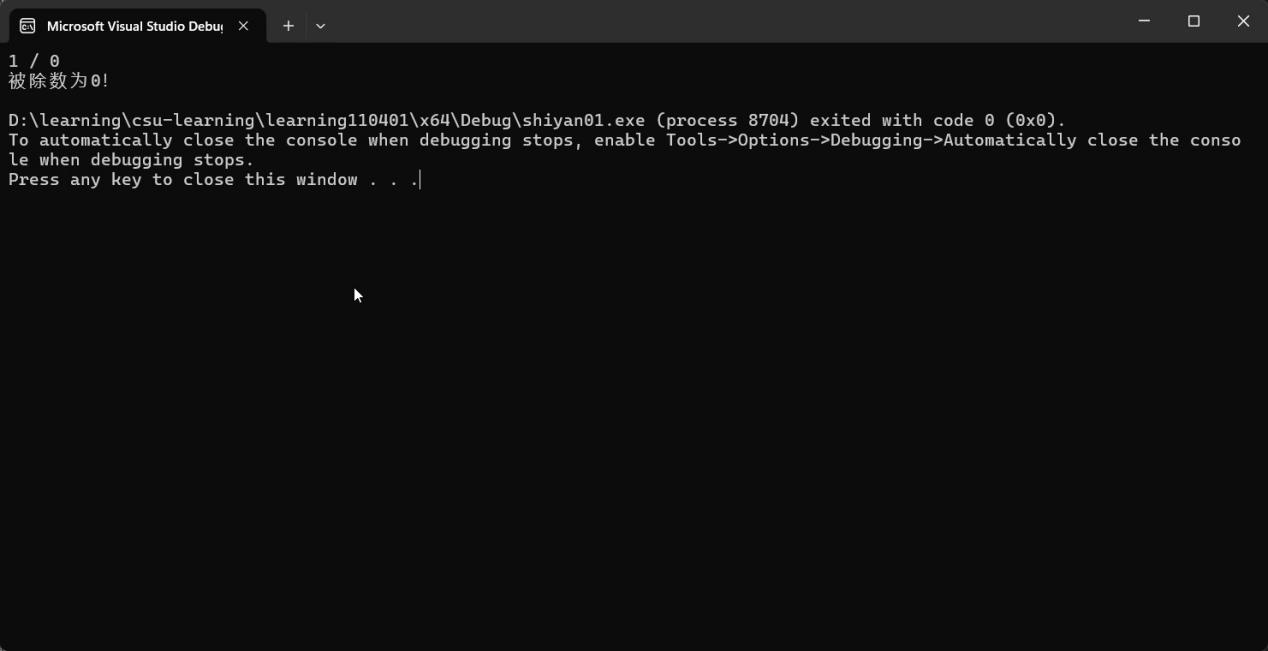 Microsoft Visual Studio Debu
1 / 0
被除数为0!
D:\learning\csu-learning\learning110401\x64\Debug\shiyan01.exe (process 8704) exited with code 0 (0x0).
To automatically close the console when debugging stops, enable Tools->Options->Debugging->Automatically close the conso
le when debugging stops.
Press any key to close this window . . .